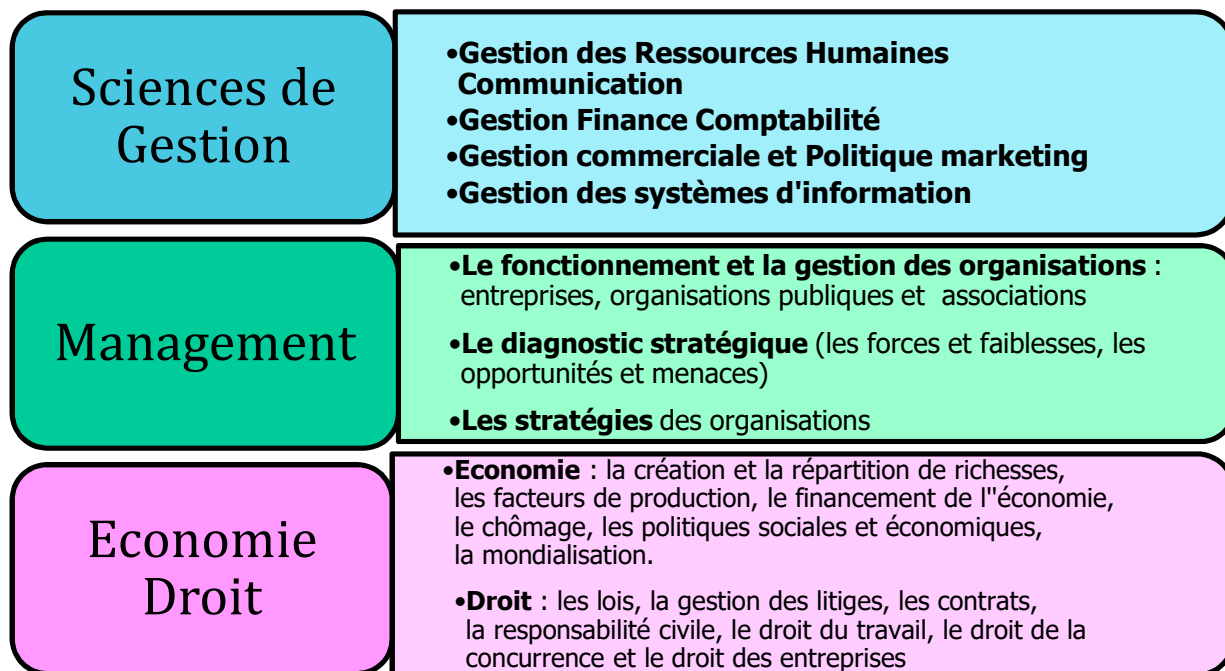 Sciences de
Gestion
•Gestion des Ressources Humaines
Communication
•Gestion Finance Comptabilité
•Gestion commerciale et Politique marketing
•Gestion des systèmes d'information
Management
•Le fonctionnement et la gestion des organisations :
entreprises, organisations publiques et associations
•Le diagnostic stratégique (les forces et faiblesses, les
opportunités et menaces)
•Les stratégies des organisations
Economie
Droit
•Economie : la création et la répartition de richesses,
les facteurs de production, le financement de l"économie,
le chômage, les politiques sociales et économiques,
la mondialisation.
•Droit : les lois, la gestion des litiges, les contrats,
la responsabilité civile, le droit du travail, le droit de la
concurrence et le droit des entreprises